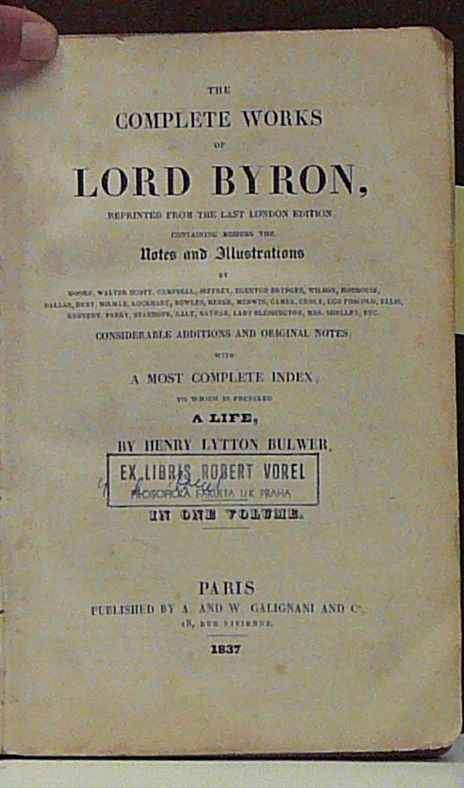 THE
COMPLETE WORKS
OF
LORD BYRON,
REPRINTED FROM THE LAST LONDON EDITION,
CONTAINING BESIDES THE
Notes and Illustrations
BY
MOORE, WALTER SCOTT, CAMPBELL, JEFFREY, EGERTON BRYDGES, WILSON, HOBHOUSE,
DALLAS, HUNT, MILMAN, LOCKHART, BOWLES, HEBER, MEDWIN, GAMBA, CROLY, UGO FOSCOLO, ELLIS,
KENNEDY, PARRY, STANHOPE, GALT, NATHAN, LADY BLESSINGTON, MRS. SHELLEY, ETC.
CONSIDERABLE ADDITIONS AND ORIGINAL NOTES,
WITH
A MOST COMPLETE INDEX;
TO WHICH IS PREFIXED
A LIFE,
BY HENRY LYTTON BULWER,
EX LIBRIS ROBERT VOREL
FILOSOFICKÁ FAKULTA UK PRAHA
IN ONE VOLUME.
PARIS
PUBLISHED BY A. AND W. GALIGNANI AND Cº,
18, RUE VIVIENNE.
1837